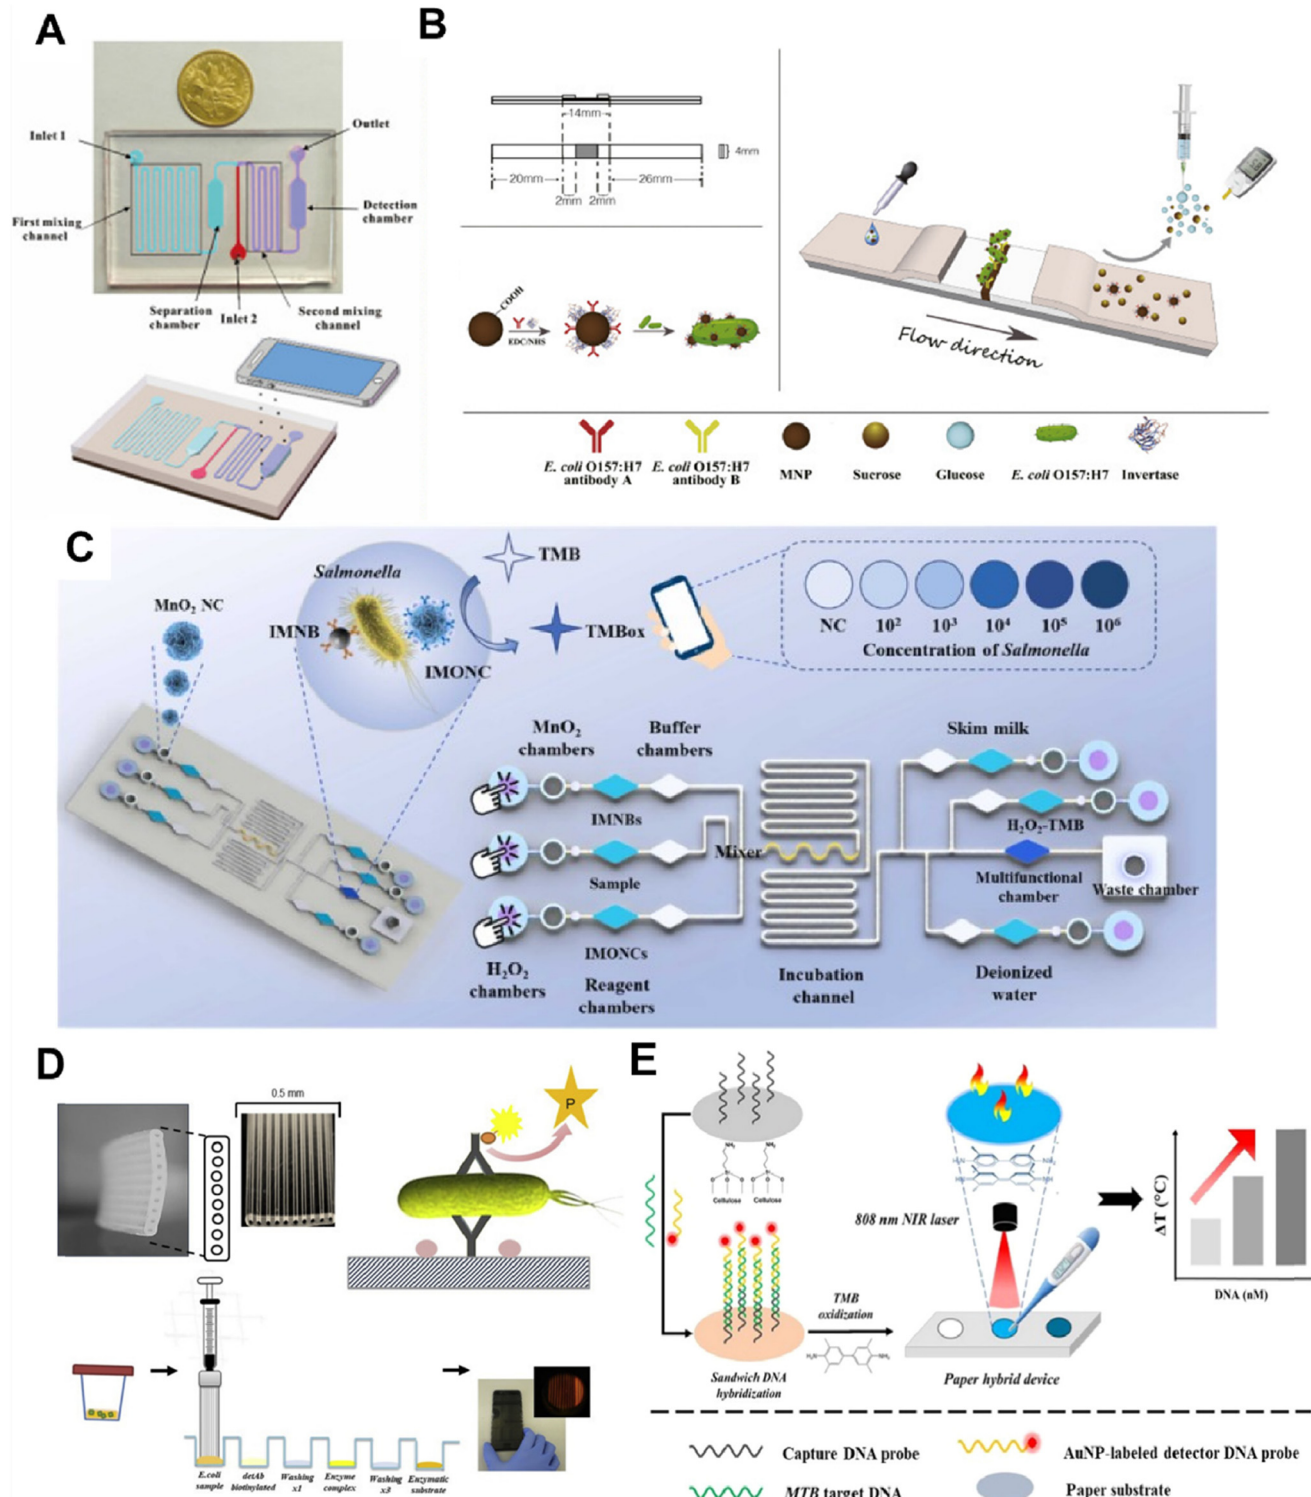 A
Inlet 1
Outlet
First mixing
channel
Detection
chamber
Separation
chamber
Inlet 2
Second mixing
channel
B
14mm
4mm
20mm
26mm
2mm
2mm
COOH
EDC/NHS
Flow direction
E. coli O157:H7
antibody A
E. coli O157:H7
antibody B
MNP
Sucrose
Glucose
E. coli O157:H7
Invertase
C
MnO₂ NC
Salmonella
IMNB
IMONC
TMB
TMBox
NC
10²
10³
10⁴
10⁵
10⁶
Concentration of Salmonella
MnO₂
chambers
Buffer
chambers
IMNBs
Sample
IMONCs
H₂O₂
chambers
Reagent
chambers
Mixer
Incubation
channel
Skim milk
H₂O₂-TMB
Multifunctional
chamber
Waste chamber
Deionized
water
D
0.5 mm
P
E.coli
sample
detAb
biotinylated
Washing
x1
Enzyme
complex
Washing
x3
Enzymatic
substrate
E
NH₂
NH₂
Cellulose
Cellulose
Sandwich DNA
hybridization
TMB
oxidization
H₂N
NH₂
808 nm NIR laser
Paper hybrid device
ΔT (°C)
DNA (nM)
Capture DNA probe
AuNP-labeled detector DNA probe
MTB target DNA
Paper substrate